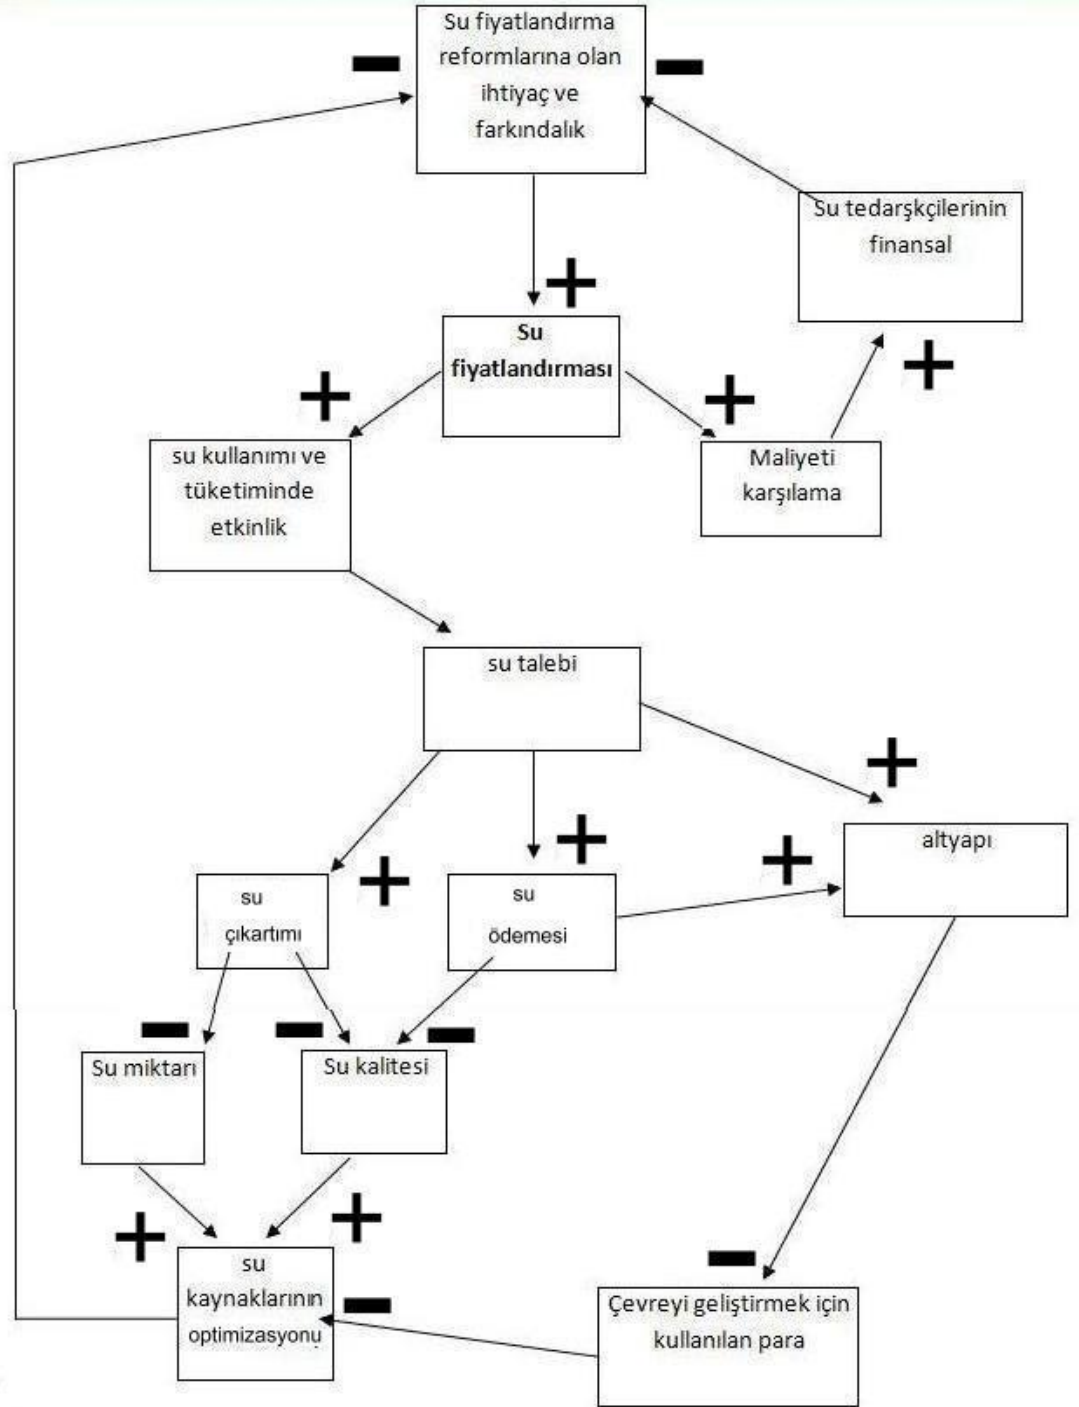 Su fiyatlandırma
reformlarına olan
ihtiyaç ve
farkındalık
Su tedarşkçilerinin
finansal
Su
fiyatlandırması
su kullanımı ve
tüketiminde
etkinlik
Maliyeti
karşılama
su talebi
altyapı
su
çıkartımı
su
ödemesi
Su miktarı
Su kalitesi
su
kaynaklarının
optimizasyonu
Çevreyi geliştirmek için
kullanılan para